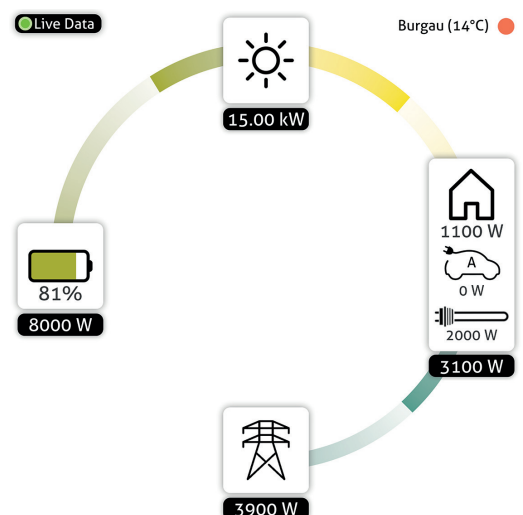 Live Data
Burgau (14°C)
15.00 kW
1100 W
A
0 W
2000 W
3100 W
81%
8000 W
3900 W